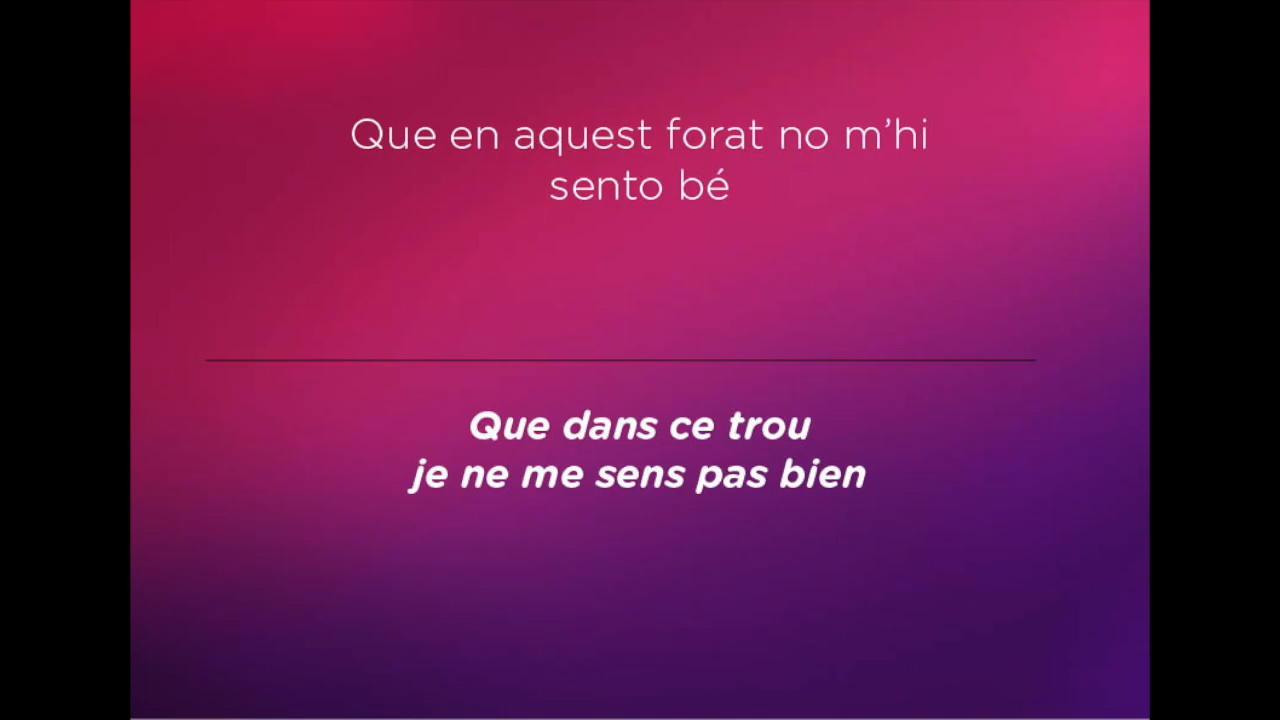 Que en aquest forat no m’hi
sento bé
Que dans ce trou
je ne me sens pas bien